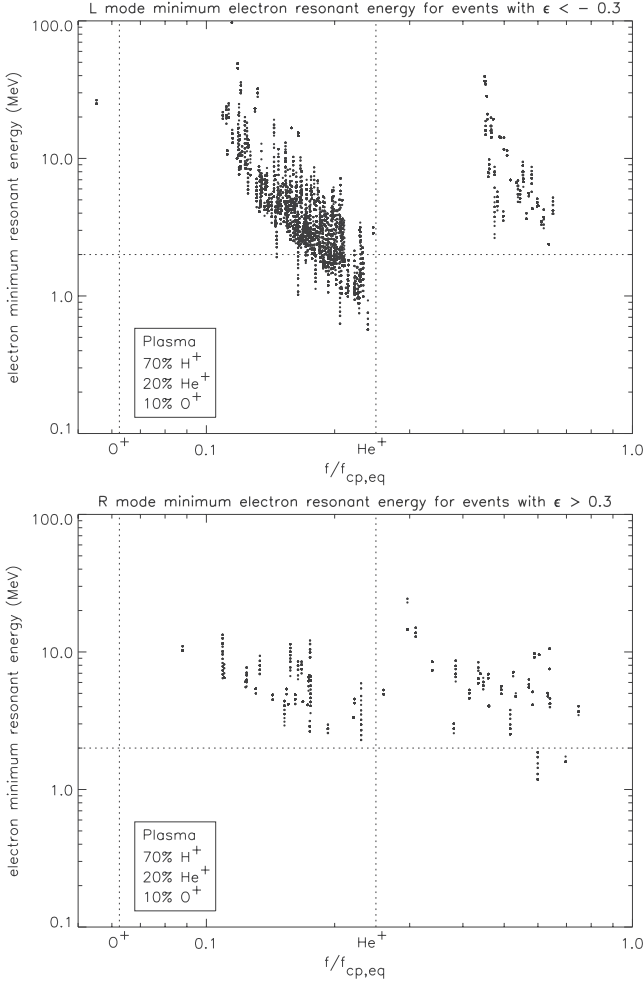 L mode minimum electron resonant energy for events with ϵ < − 0.3
electron minimum resonant energy (MeV)
100.0
10.0
1.0
0.1
Plasma
70% H⁺
20% He⁺
10% O⁺
O⁺ 0.1 He⁺ 1.0
f/f_cp,eq
R mode minimum electron resonant energy for events with ϵ > 0.3
electron minimum resonant energy (MeV)
100.0
10.0
1.0
0.1
Plasma
70% H⁺
20% He⁺
10% O⁺
O⁺ 0.1 He⁺ 1.0
f/f_cp,eq